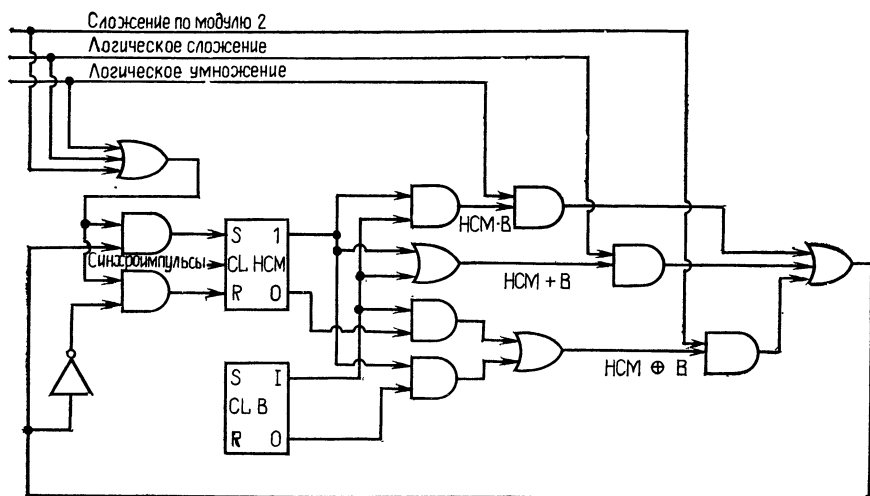 Сложение по модулю 2
Логическое сложение
Логическое умножение
S 1
Синхроимпульсы CL НСМ
R 0
НСМ·В
НСМ + В
НСМ ⊕ В
S I
CL В
R 0